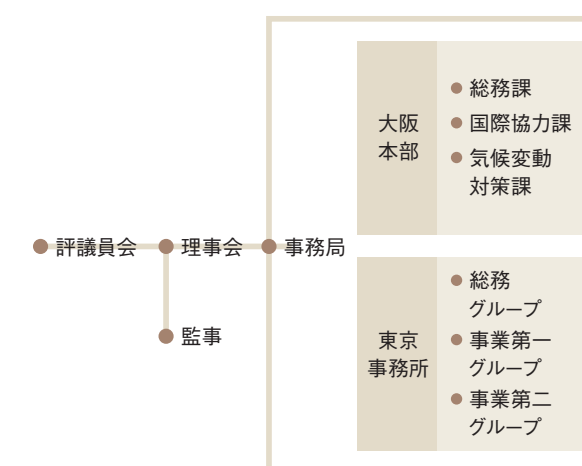 評議員会
理事会
事務局
監事
大阪
本部
総務課
国際協力課
気候変動
対策課
東京
事務所
総務
グループ
事業第一
グループ
事業第二
グループ